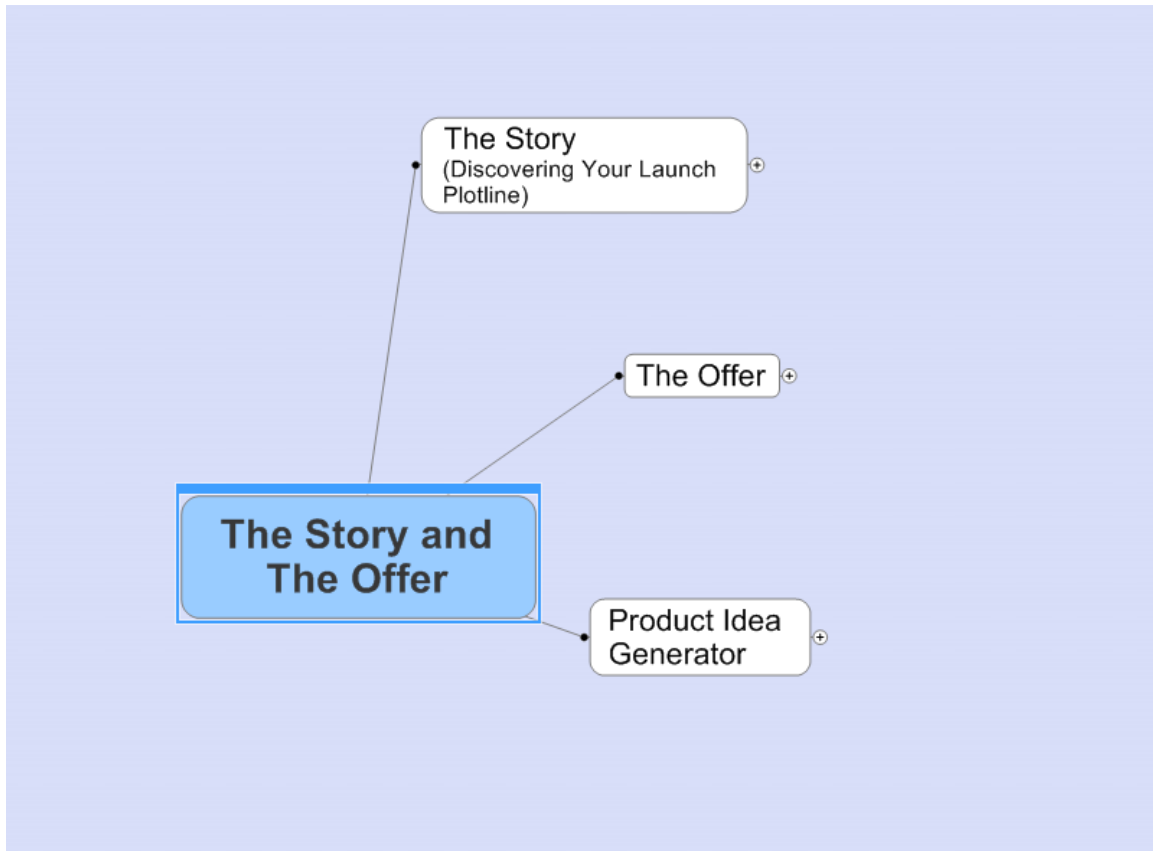 The Story
(Discovering Your Launch
Plotline)
The Offer
The Story and
The Offer
Product Idea
Generator